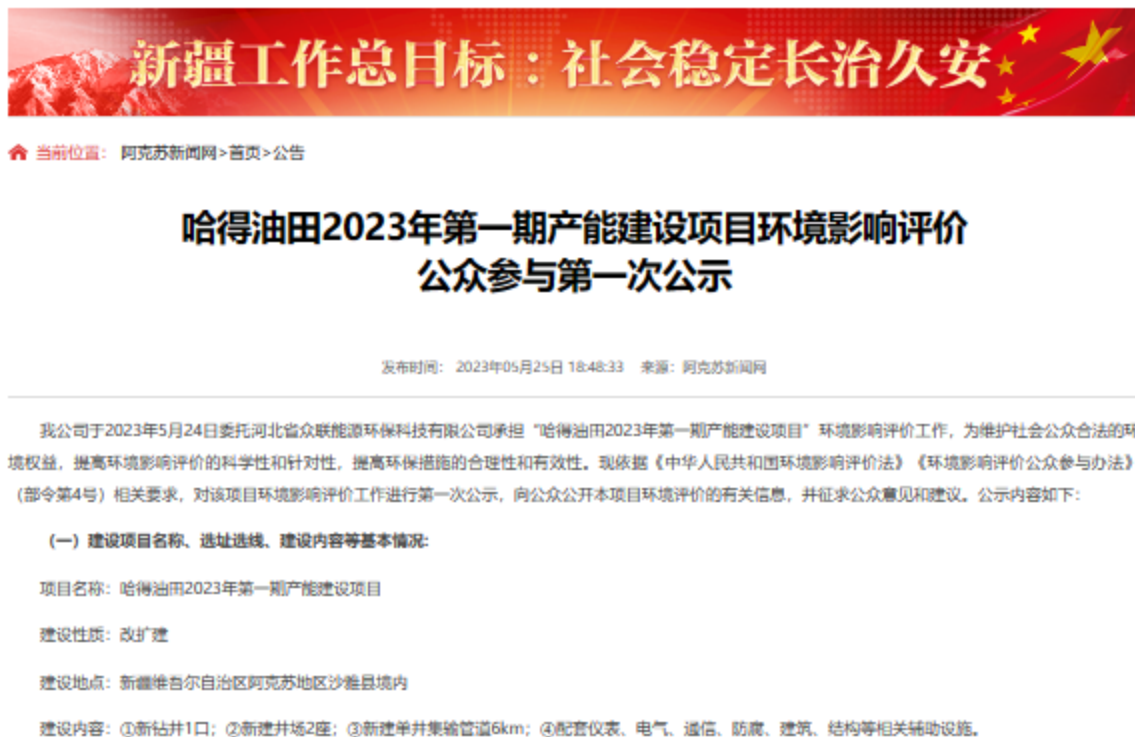 新疆工作总目标：社会稳定长治久安
当前位置： 阿克苏新闻网>首页>公告
哈得油田2023年第一期产能建设项目环境影响评价
公众参与第一次公示
发布时间： 2023年05月25日 18:48:33 来源：阿克苏新闻网
我公司于2023年5月24日委托河北省众联能源环保科技有限公司承担“哈得油田2023年第一期产能建设项目”环境影响评价工作，为维护社会公众合法的环
境权益，提高环境影响评价的科学性和针对性，提高环保措施的合理性和有效性。现依据《中华人民共和国环境影响评价法》《环境影响评价公众参与办法》
（部令第4号）相关要求，对该项目环境影响评价工作进行第一次公示，向公众公开本项目环境评价的有关信息，并征求公众意见和建议。公示内容如下：
（一）建设项目名称、选址选线、建设内容等基本情况:
项目名称：哈得油田2023年第一期产能建设项目
建设性质：改扩建
建设地点：新疆维吾尔自治区阿克苏地区沙雅县境内
建设内容：①新钻井1口；②新建井场2座；③新建单井集输管道6km；④配套仪表、电气、通信、防腐、建筑、结构等相关辅助设施。